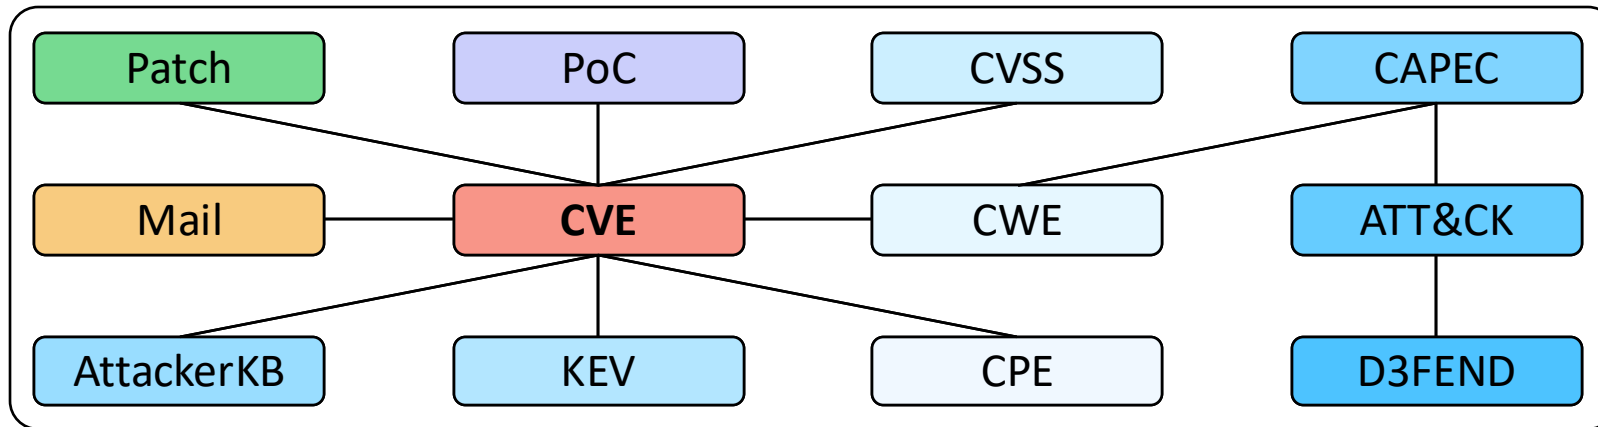 Patch
PoC
CVSS
CAPEC
Mail
CVE
CWE
ATT&CK
AttackerKB
KEV
CPE
D3FEND